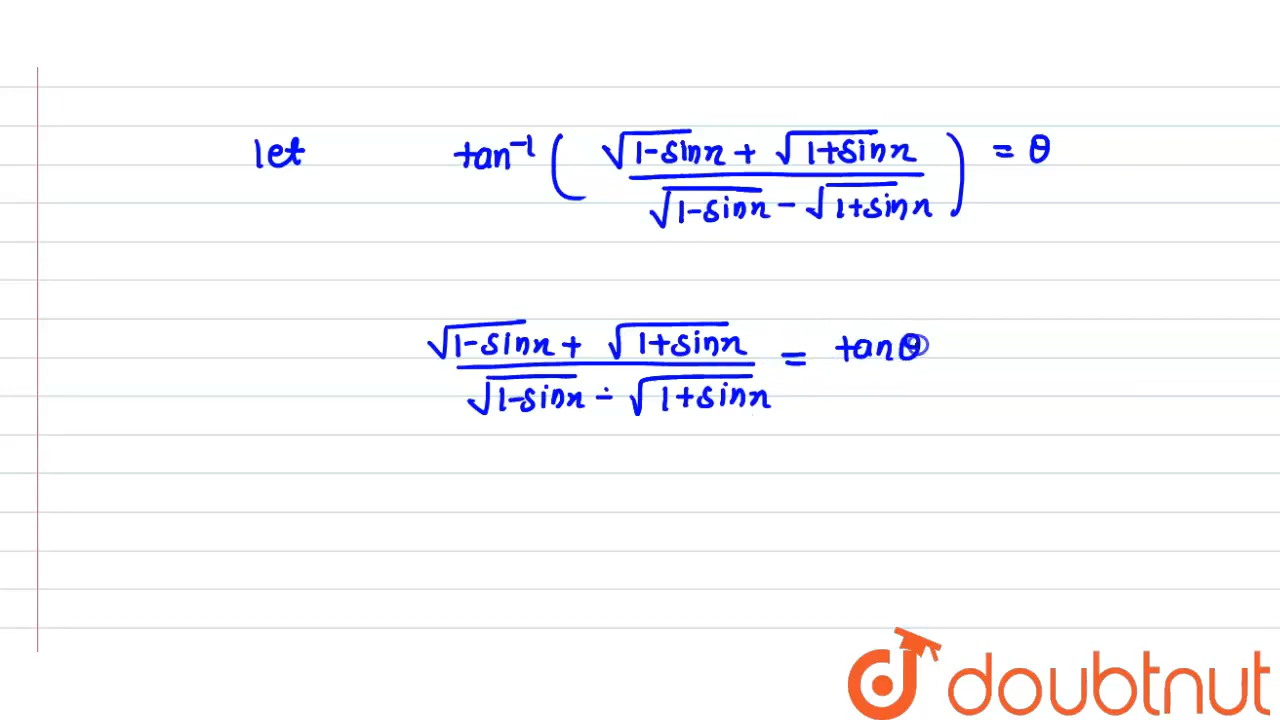 let tan⁻¹ ( √1-sinx + √1+sinx / √1-sinx - √1+sinx ) = θ
√1-sinx + √1+sinx / √1-sinx - √1+sinx = tanθ
doubtnut